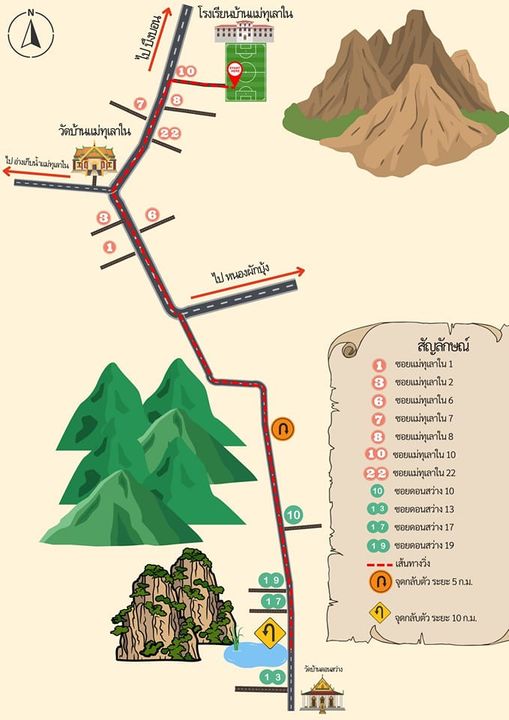 N
โรงเรียนบ้านแม่ทุเลาใน
ไป บึงบอน
START
10
7
8
22
วัดบ้านแม่ทุเลาใน
ไป อ่างเก็บน้ำแม่ทุเลาใน
3
6
1
ไป หนองผักบุ้ง
สัญลักษณ์
1 ซอยแม่ทุเลาใน 1
3 ซอยแม่ทุเลาใน 2
6 ซอยแม่ทุเลาใน 6
7 ซอยแม่ทุเลาใน 7
8 ซอยแม่ทุเลาใน 8
10 ซอยแม่ทุเลาใน 10
22 ซอยแม่ทุเลาใน 22
10 ซอยดอนสว่าง 10
13 ซอยดอนสว่าง 13
17 ซอยดอนสว่าง 17
19 ซอยดอนสว่าง 19
เส้นทางวิ่ง
จุดกลับตัว ระยะ 5 ก.ม.
จุดกลับตัว ระยะ 10 ก.ม.
10
19
17
13
วัดบ้านดอนสว่าง